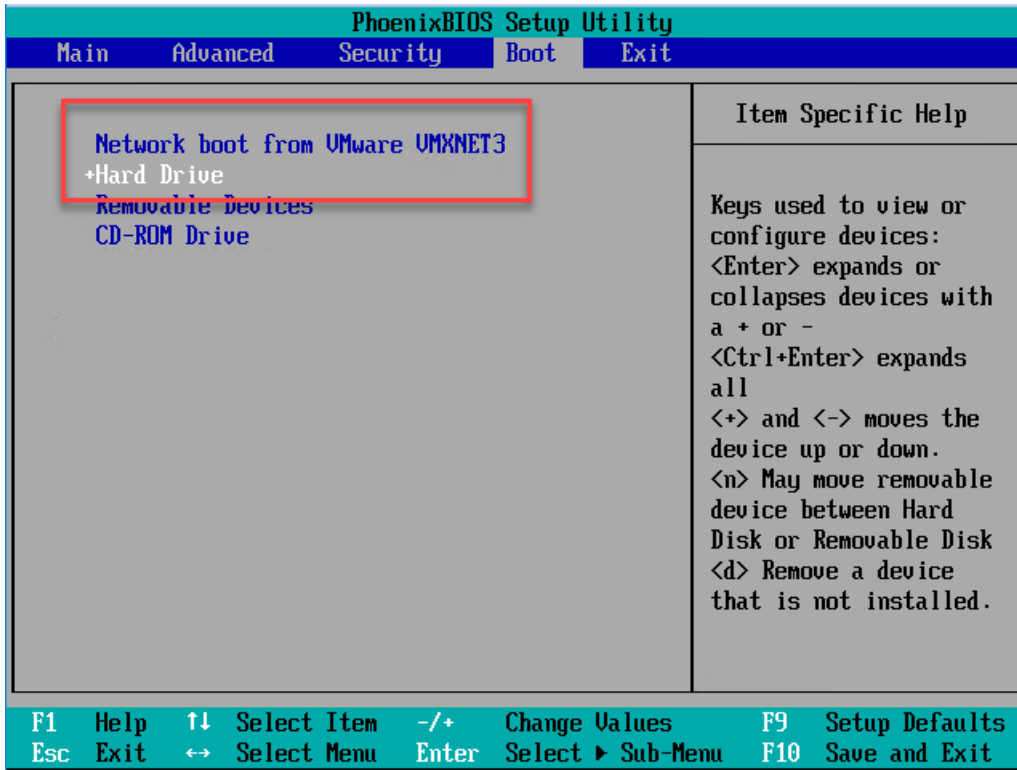 PhoenixBIOS Setup Utility
Main Advanced Security Boot Exit
Network boot from VMware VMXNET3
+Hard Drive
Removable Devices
CD-ROM Drive
Item Specific Help
Keys used to view or
configure devices:
<Enter> expands or
collapses devices with
a + or -
<Ctrl+Enter> expands
all
<+> and <-> moves the
device up or down.
<n> May move removable
device between Hard
Disk or Removable Disk
<d> Remove a device
that is not installed.
F1 Help ↑↓ Select Item -/+ Change Values F9 Setup Defaults
Esc Exit ↔ Select Menu Enter Select ▶ Sub-Menu F10 Save and Exit